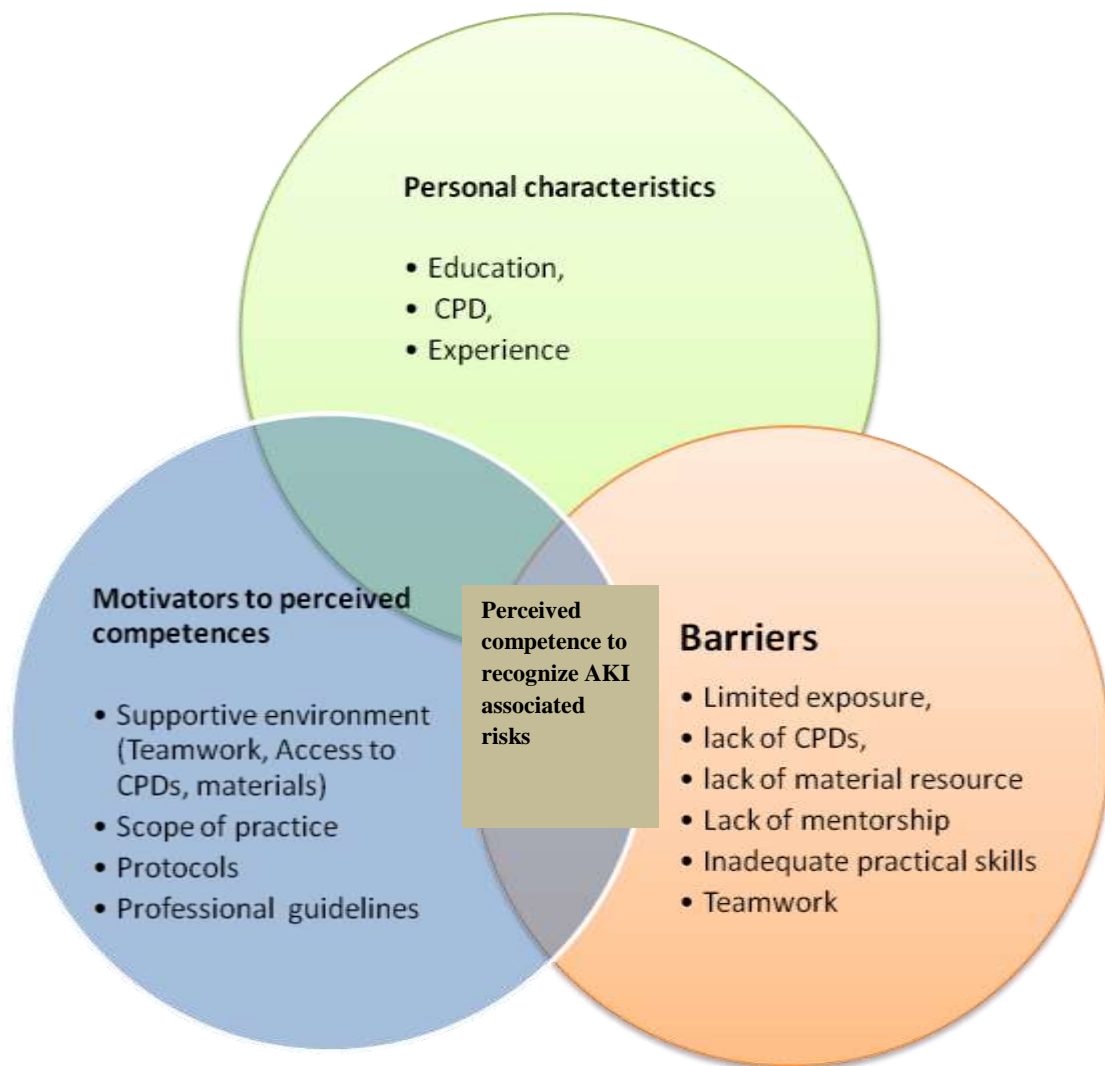 Personal characteristics
• Education,
• CPD,
• Experience
Motivators to perceived
competences
• Supportive environment
(Teamwork, Access to
CPDs, materials)
• Scope of practice
• Protocols
• Professional guidelines
Perceived
competence to
recognize AKI
associated
risks
Barriers
• Limited exposure,
• lack of CPDs,
• lack of material resource
• Lack of mentorship
• Inadequate practical skills
• Teamwork